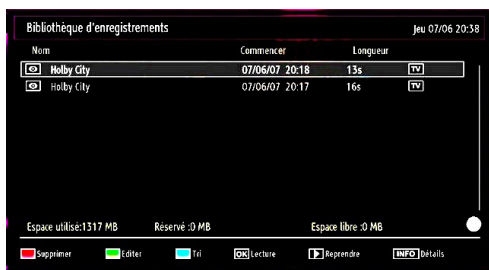 Bibliothèque d'enregistrements Jeu 07/06 20:38
Nom Commencer Longueur
Holby City 07/06/07 20:18 13s TV
Holby City 07/06/07 20:17 16s TV
Espace utilisé:1317 MB Réservé :0 MB Espace libre :0 MB
Supprimer Editer Tri OK Lecture Reprendre INFO Détails